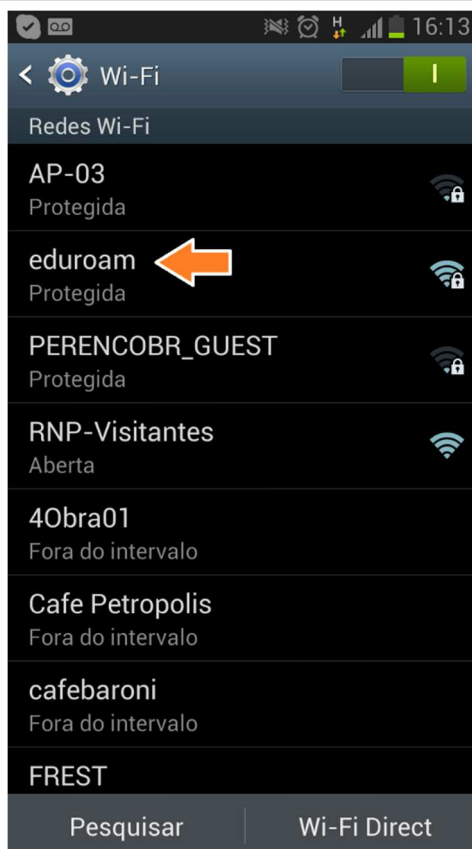 H 16:13
Wi-Fi
Redes Wi-Fi
AP-03
Protegida
eduroam
Protegida
PERENCOBR_GUEST
Protegida
RNP-Visitantes
Aberta
4Obra01
Fora do intervalo
Cafe Petropolis
Fora do intervalo
cafebaroni
Fora do intervalo
FREST
Pesquisar Wi-Fi Direct